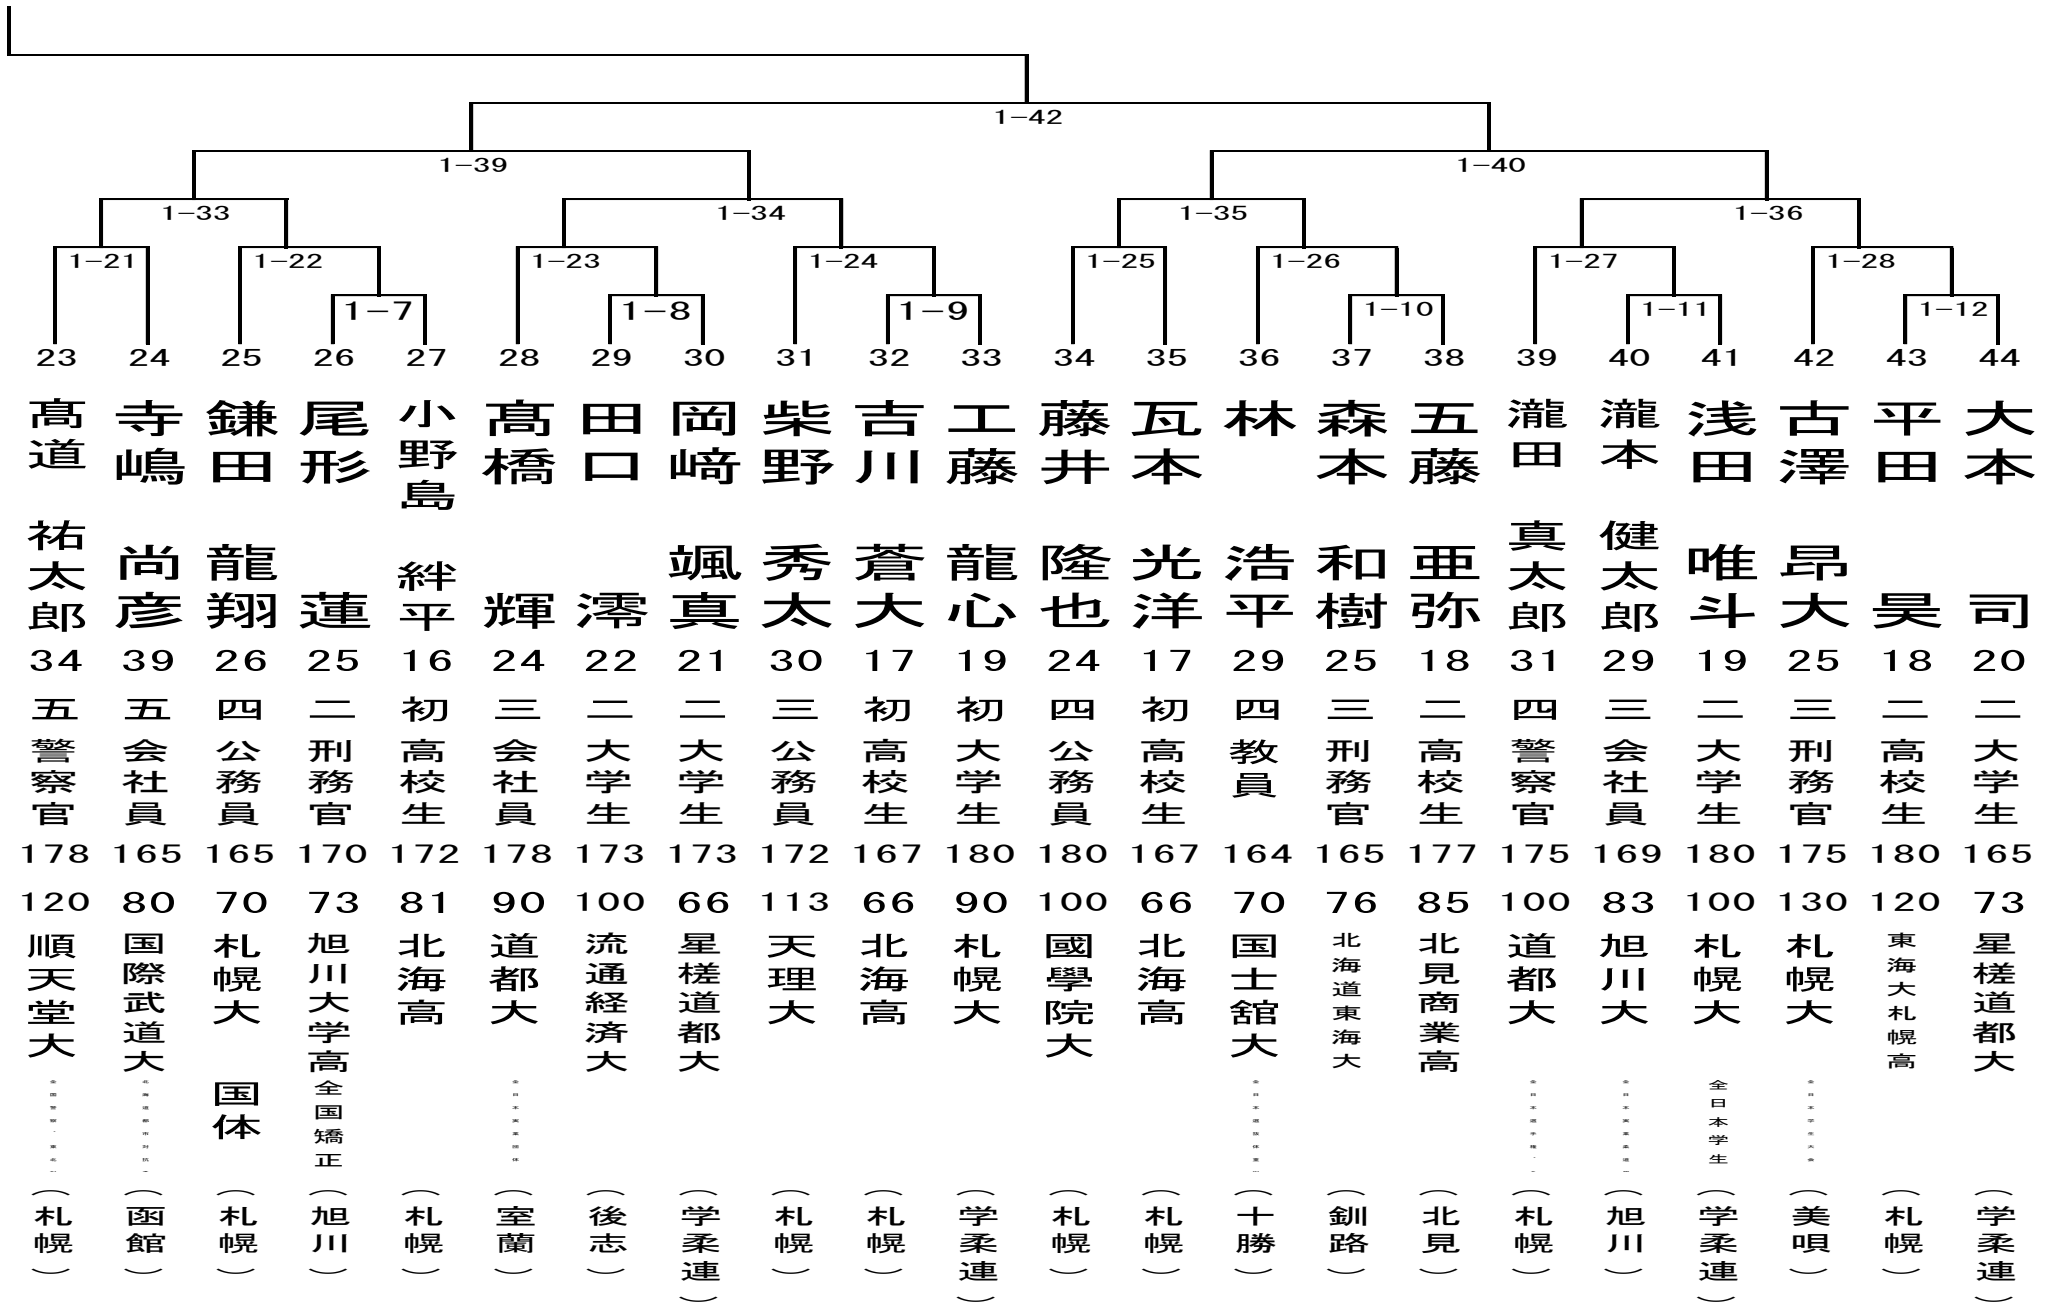 1-42
1-39 1-40
1-33 1-34 1-35 1-36
1-21 1-22 1-23 1-24 1-25 1-26 1-27 1-28
1-7 1-8 1-9 1-10 1-11 1-12
23 髙道 祐太郎 34 五 警察官 178 120 順天堂大 (札幌)
24 寺嶋 尚彦 39 五 会社員 165 80 国際武道大 (函館)
25 鎌田 龍翔 26 四 公務員 165 70 札幌大 国体 (札幌)
26 尾形 蓮 25 二 刑務官 170 73 旭川大学高 全国矯正 (旭川)
27 小野島 絆平 16 初 高校生 172 81 北海高 (札幌)
28 髙橋 輝 24 三 会社員 178 90 道都大 全日本実業団体 (室蘭)
29 田口 澪 22 二 大学生 173 100 流通経済大 (後志)
30 岡﨑 颯真 21 二 大学生 173 66 星槎道都大 (学柔連)
31 柴野 秀太 30 三 公務員 172 113 天理大 (札幌)
32 吉川 蒼大 17 初 高校生 167 66 北海高 (札幌)
33 工藤 龍心 19 初 大学生 180 90 札幌大 (学柔連)
34 藤井 隆也 24 四 公務員 180 100 國學院大 (札幌)
35 瓦本 光洋 17 初 高校生 167 66 北海高 (札幌)
36 林 浩平 29 四 教員 164 70 国士舘大 (十勝)
37 森本 和樹 25 三 刑務官 165 76 北海道東海大 (釧路)
38 五藤 亜弥 18 二 高校生 177 85 北見商業高 (北見)
39 瀧田 真太郎 31 四 警察官 175 100 道都大 (札幌)
40 瀧本 健太郎 29 三 会社員 169 83 旭川大 (旭川)
41 浅田 唯斗 19 二 大学生 180 100 札幌大 全日本学生 (学柔連)
42 古澤 昂大 25 三 刑務官 175 130 札幌大 全日本学生大会 (美唄)
43 平田 昊 18 二 高校生 180 120 東海大札幌高 (札幌)
44 大本 司 20 二 大学生 165 73 星槎道都大 (学柔連)